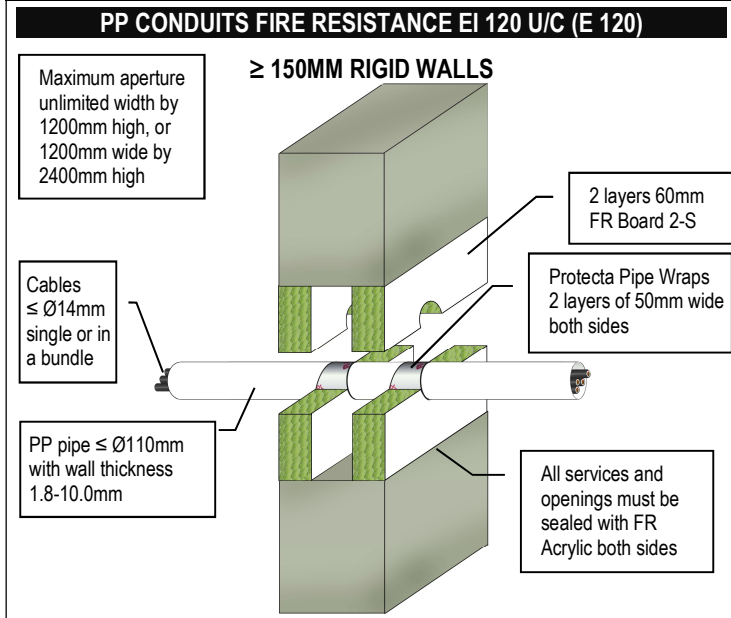 PP CONDUITS FIRE RESISTANCE EI 120 U/C (E 120)
≥ 150MM RIGID WALLS
Maximum aperture
unlimited width by
1200mm high, or
1200mm wide by
2400mm high
2 layers 60mm
FR Board 2-S
Cables
≤ Ø14mm
single or in
a bundle
Protecta Pipe Wraps
2 layers of 50mm wide
both sides
PP pipe ≤ Ø110mm
with wall thickness
1.8-10.0mm
All services and
openings must be
sealed with FR
Acrylic both sides